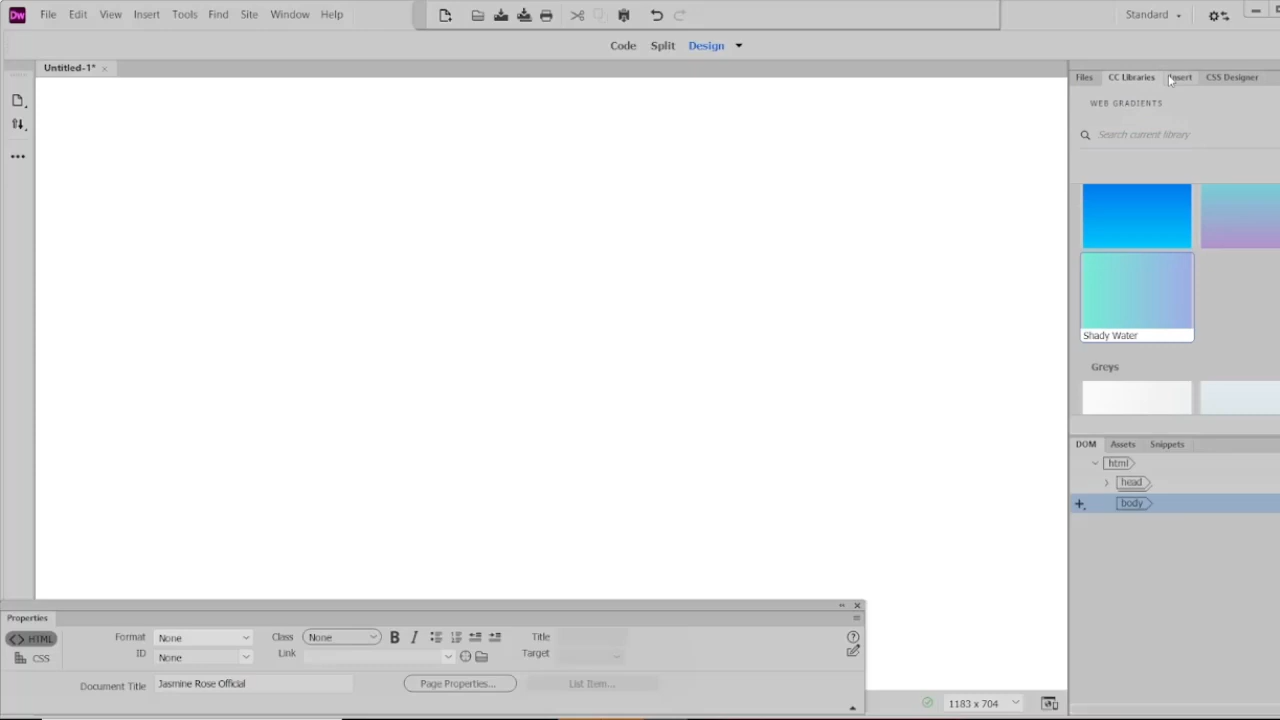 Dw File Edit View Insert Tools Find Site Window Help Standard
Code Split Design
Untitled-1*
Files CC Libraries Insert CSS Designer
WEB GRADIENTS
Search current library
Shady Water
Greys
DOM Assets Snippets
html
head
body
Properties
<> HTML Format None Class None B I Title
CSS ID None Link Target
Document Title Jasmine Rose Official Page Properties... List Item...
1183 x 704